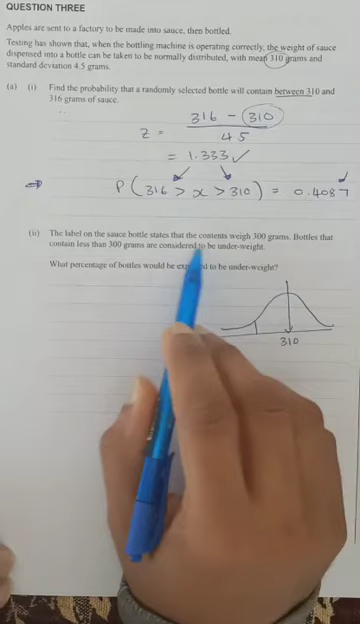 QUESTION THREE
Apples are sent to a factory to be made into sauce, then bottled.
Testing has shown that, when the bottling machine is operating correctly, the weight of sauce
dispensed into a bottle can be taken to be normally distributed, with mean 310 grams and
standard deviation 4.5 grams.
(a) (i) Find the probability that a randomly selected bottle will contain between 310 and
316 grams of sauce.
316 - 310
Z =
4.5
= 1.333 ✓
⇒ P(316 > x > 310) = 0.4087
(ii) The label on the sauce bottle states that the contents weigh 300 grams. Bottles that
contain less than 300 grams are considered to be under-weight.
What percentage of bottles would be to be under-weight?
310